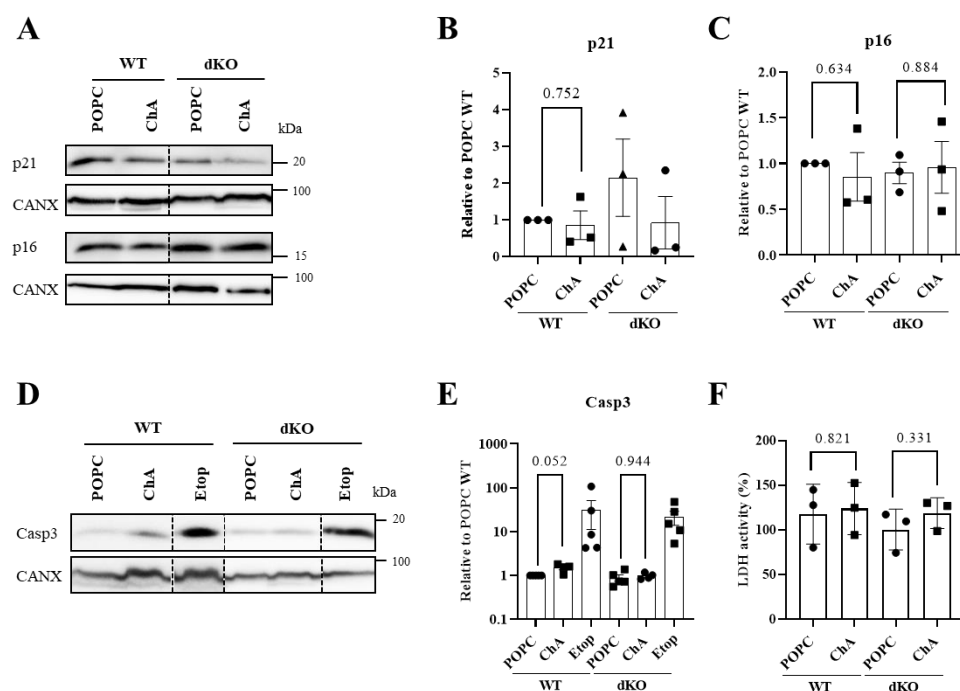 A
WT dKO
POPC ChA POPC ChA
kDa
p21 20
CANX 100
p16 15
CANX 100
B
p21
Relative to POPC WT
5
4
3
2
1
0
0.752
POPC ChA POPC ChA
WT dKO
C
p16
Relative to POPC WT
2.0
1.5
1.0
0.5
0.0
0.634 0.884
POPC ChA POPC ChA
WT dKO
D
WT dKO
POPC ChA Etop POPC ChA Etop
kDa
Casp3 20
CANX 100
E
Casp3
Relative to POPC WT
1000
100
10
1
0.1
0.052 0.944
POPC ChA Etop POPC ChA Etop
WT dKO
F
LDH activity (%)
200
150
100
50
0
0.821 0.331
POPC ChA POPC ChA
WT dKO